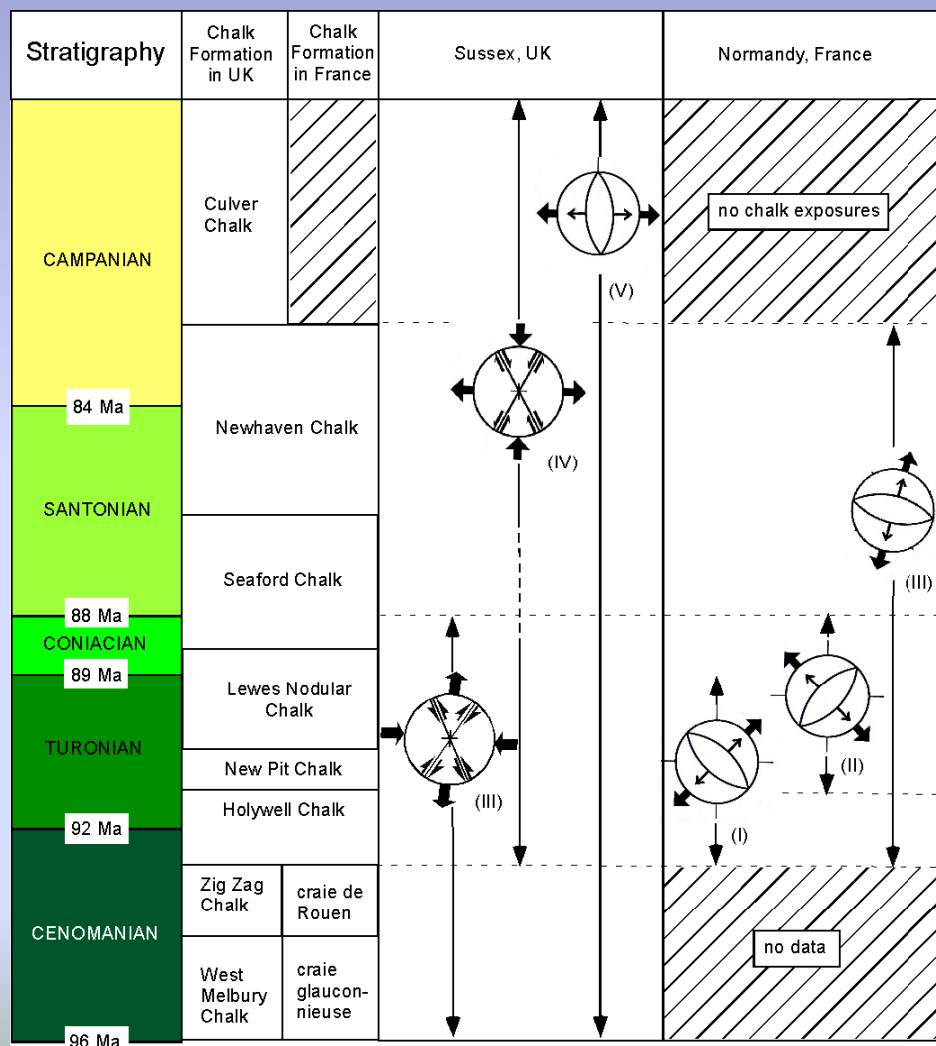 Stratigraphy
Chalk
Formation
in UK
Chalk
Formation
in France
Sussex, UK
Normandy, France
CAMPANIAN
84 Ma
SANTONIAN
88 Ma
CONIACIAN
89 Ma
TURONIAN
92 Ma
CENOMANIAN
96 Ma
Culver
Chalk
Newhaven Chalk
Seaford Chalk
Lewes Nodular
Chalk
New Pit Chalk
Holywell Chalk
Zig Zag
Chalk
craie de
Rouen
West
Melbury
Chalk
craie
glaucon-
nieuse
(V)
(IV)
(III)
no chalk exposures
(III)
(II)
(I)
no data